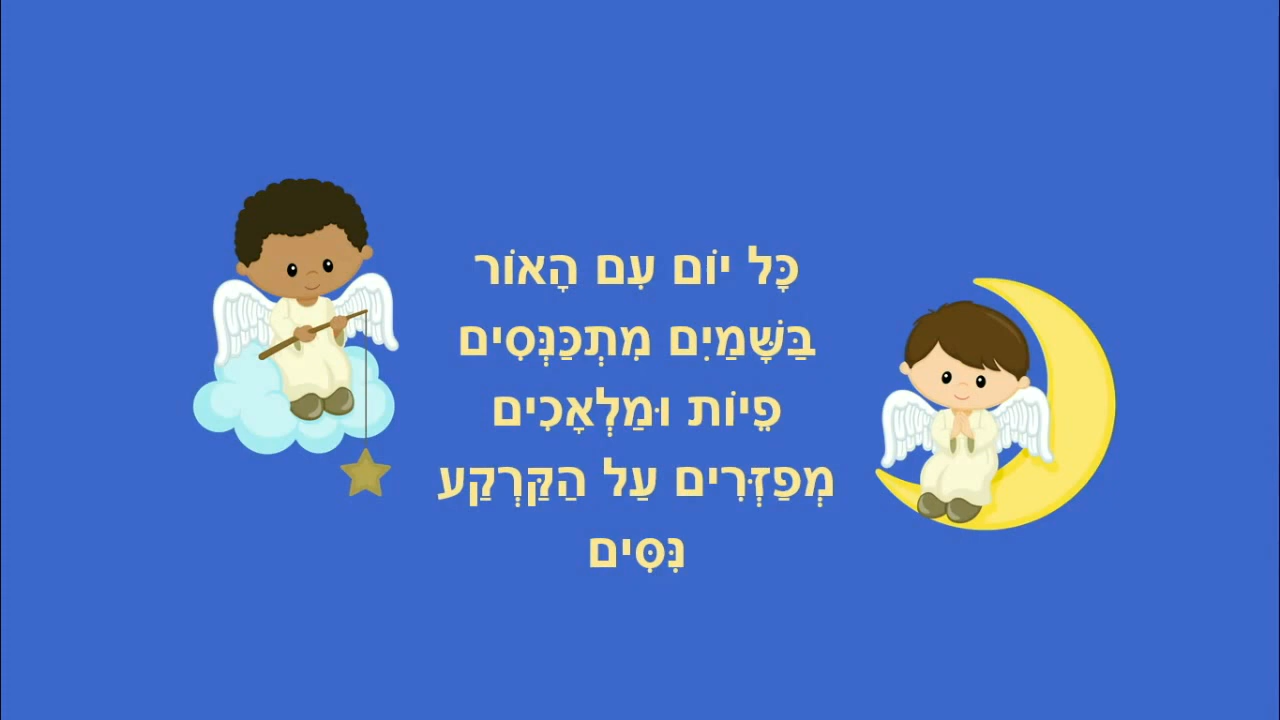 כָּל יוֹם עִם הָאוֹר
בַּשָּׁמַיִם מִתְכַּנְּסִים
פֵיוֹת וּמַלְאָכִים
מְפַזְּרִים עַל הַקַּרְקַע
נִּסִּים